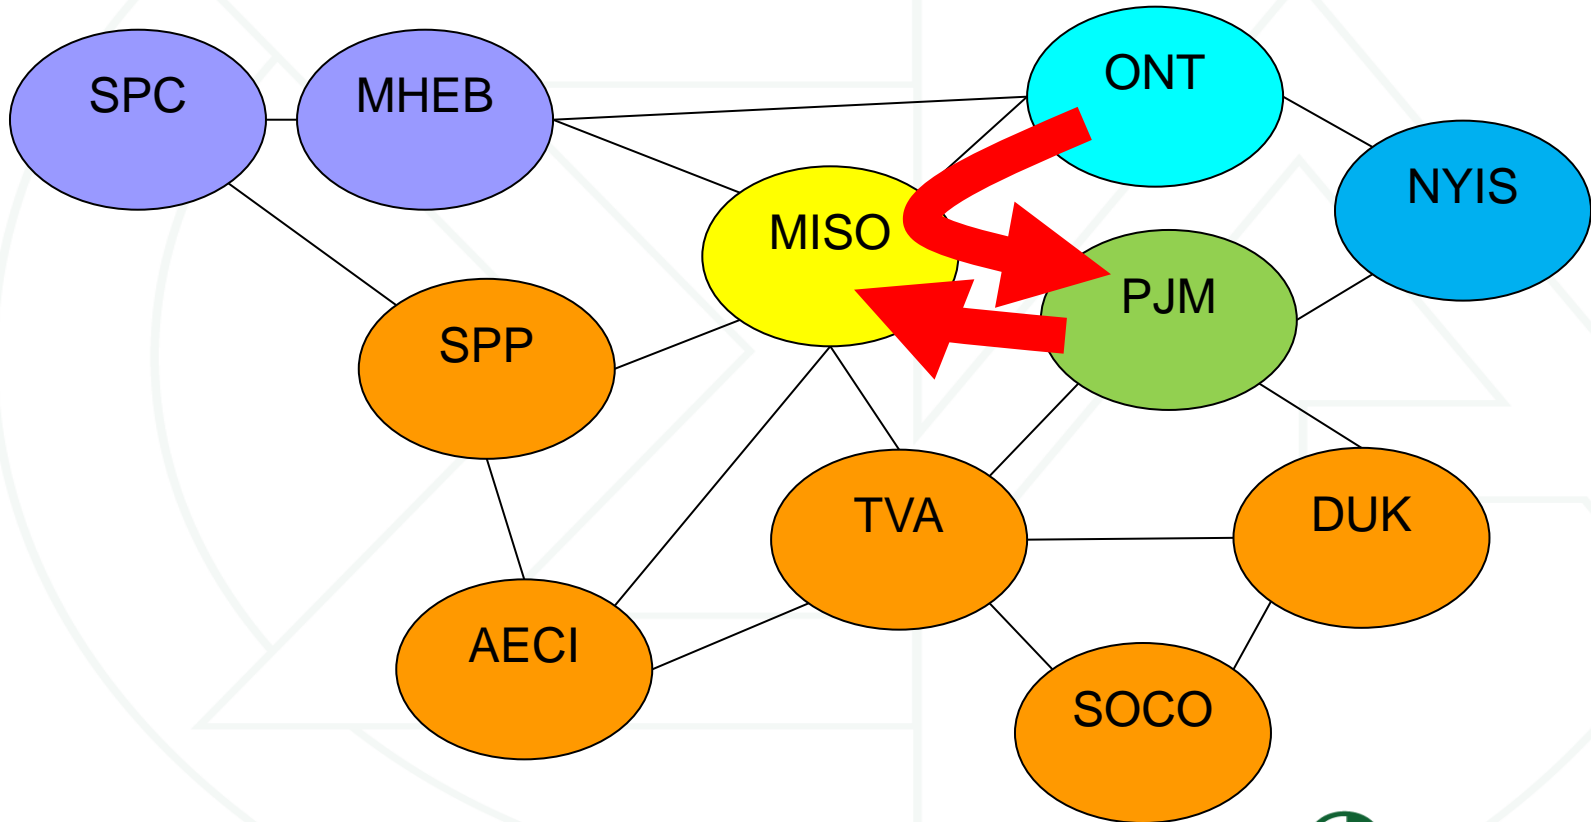 SPC
MHEB
ONT
NYIS
MISO
PJM
SPP
TVA
DUK
AECI
SOCO